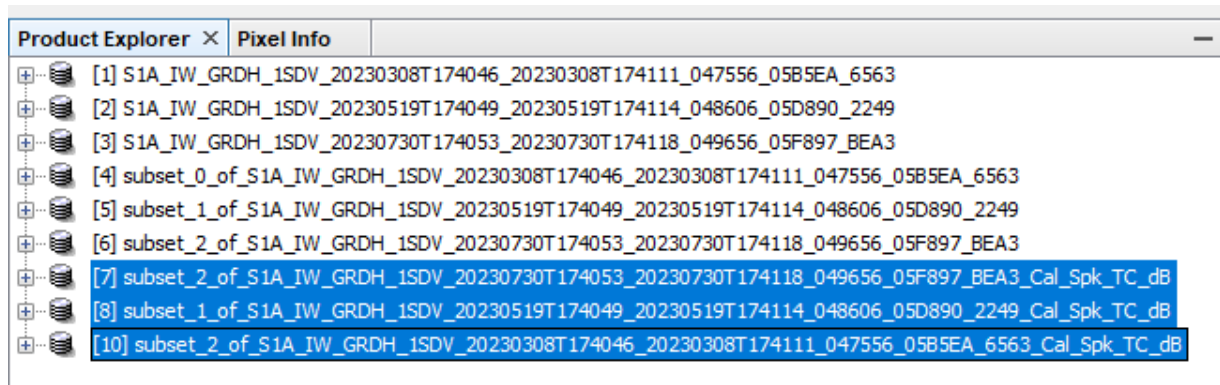 Product Explorer × Pixel Info
[1] S1A_IW_GRDH_1SDV_20230308T174046_20230308T174111_047556_05B5EA_6563
[2] S1A_IW_GRDH_1SDV_20230519T174049_20230519T174114_048606_05D890_2249
[3] S1A_IW_GRDH_1SDV_20230730T174053_20230730T174118_049656_05F897_BEA3
[4] subset_0_of_S1A_IW_GRDH_1SDV_20230308T174046_20230308T174111_047556_05B5EA_6563
[5] subset_1_of_S1A_IW_GRDH_1SDV_20230519T174049_20230519T174114_048606_05D890_2249
[6] subset_2_of_S1A_IW_GRDH_1SDV_20230730T174053_20230730T174118_049656_05F897_BEA3
[7] subset_2_of_S1A_IW_GRDH_1SDV_20230730T174053_20230730T174118_049656_05F897_BEA3_Cal_Spk_TC_dB
[8] subset_1_of_S1A_IW_GRDH_1SDV_20230519T174049_20230519T174114_048606_05D890_2249_Cal_Spk_TC_dB
[10] subset_2_of_S1A_IW_GRDH_1SDV_20230308T174046_20230308T174111_047556_05B5EA_6563_Cal_Spk_TC_dB